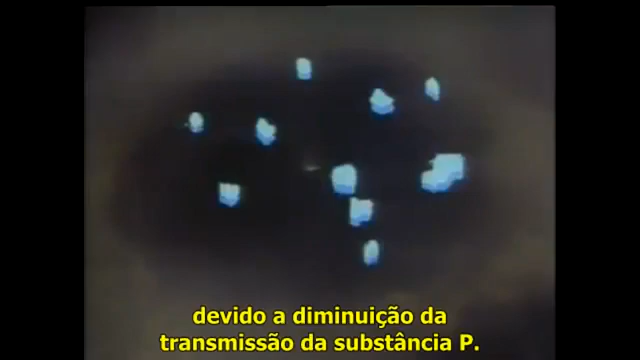 devido a diminuição da
transmissão da substância P.